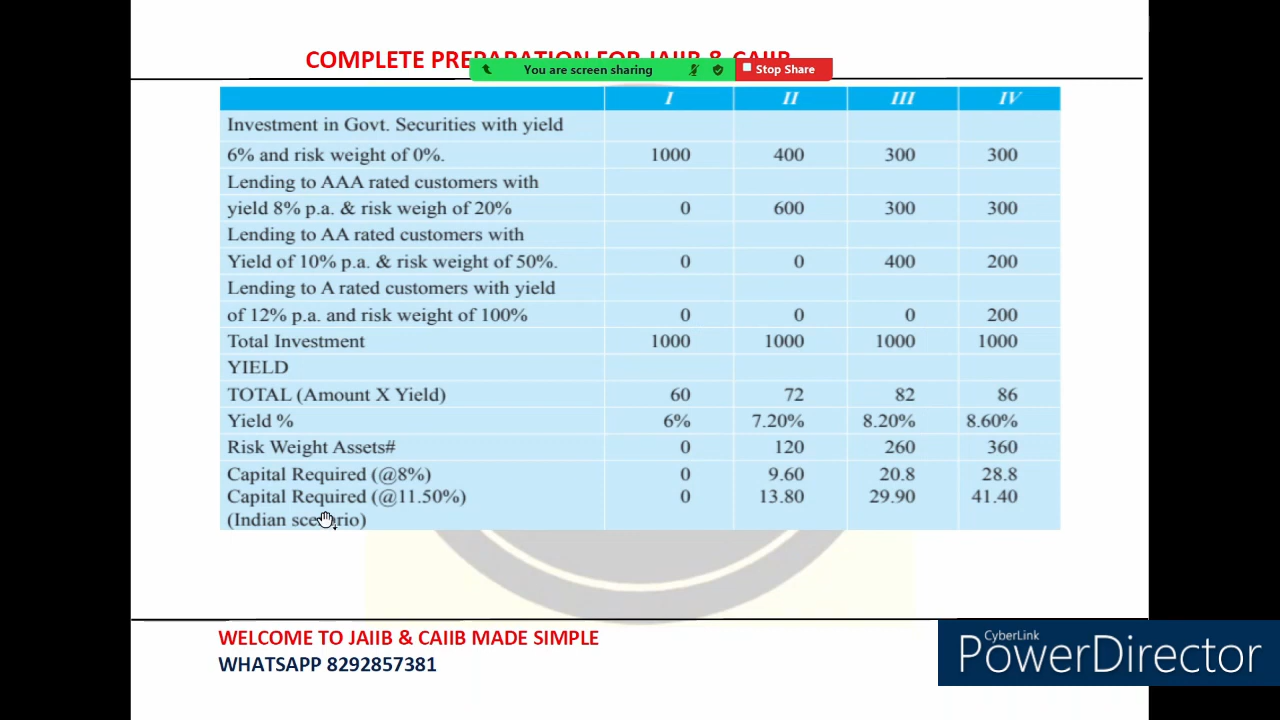 COMPLETE PREPARATION FOR JAIIB & CAIIB
You are screen sharing
Stop Share
I II III IV
Investment in Govt. Securities with yield
6% and risk weight of 0%. 1000 400 300 300
Lending to AAA rated customers with
yield 8% p.a. & risk weigh of 20% 0 600 300 300
Lending to AA rated customers with
Yield of 10% p.a. & risk weight of 50%. 0 0 400 200
Lending to A rated customers with yield
of 12% p.a. and risk weight of 100% 0 0 0 200
Total Investment 1000 1000 1000 1000
YIELD
TOTAL (Amount X Yield) 60 72 82 86
Yield % 6% 7.20% 8.20% 8.60%
Risk Weight Assets# 0 120 260 360
Capital Required (@8%) 0 9.60 20.8 28.8
Capital Required (@11.50%) 0 13.80 29.90 41.40
(Indian scenario)
WELCOME TO JAIIB & CAIIB MADE SIMPLE
WHATSAPP 8292857381
CyberLink
PowerDirector